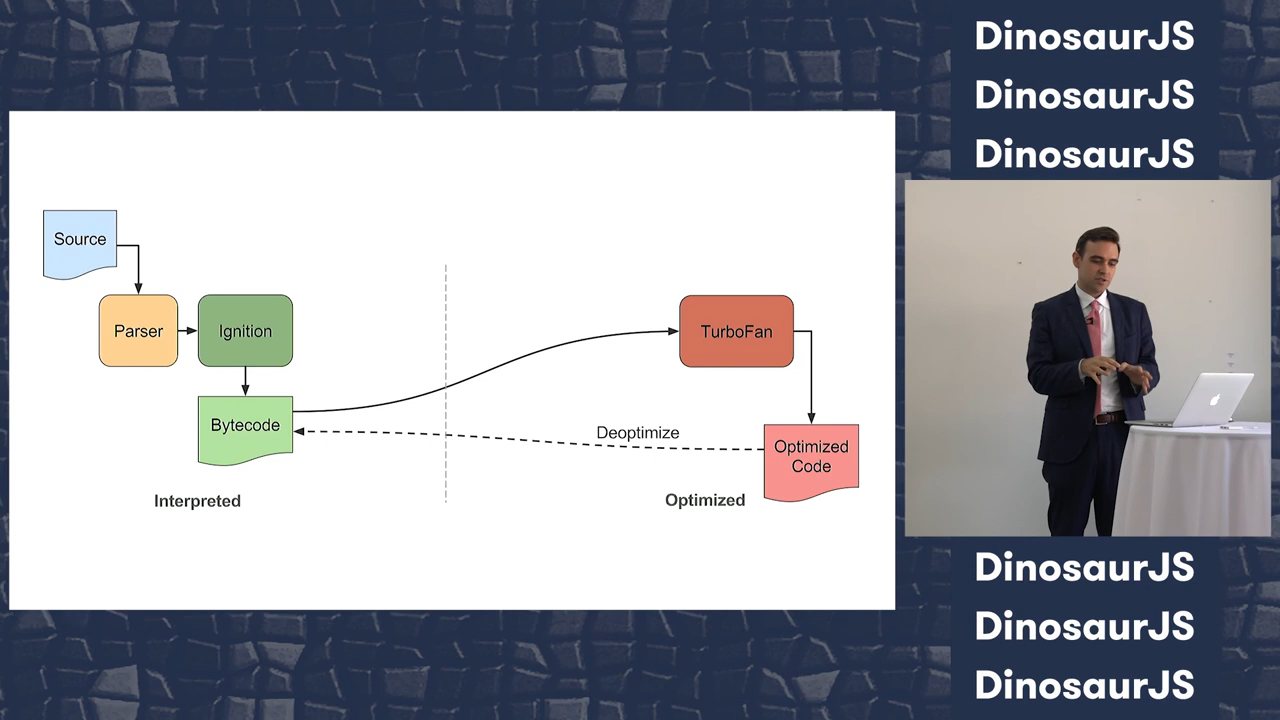 DinosaurJS
DinosaurJS
DinosaurJS
Source
Parser
Ignition
TurboFan
Bytecode
Deoptimize
Optimized
Code
Interpreted
Optimized
DinosaurJS
DinosaurJS
DinosaurJS